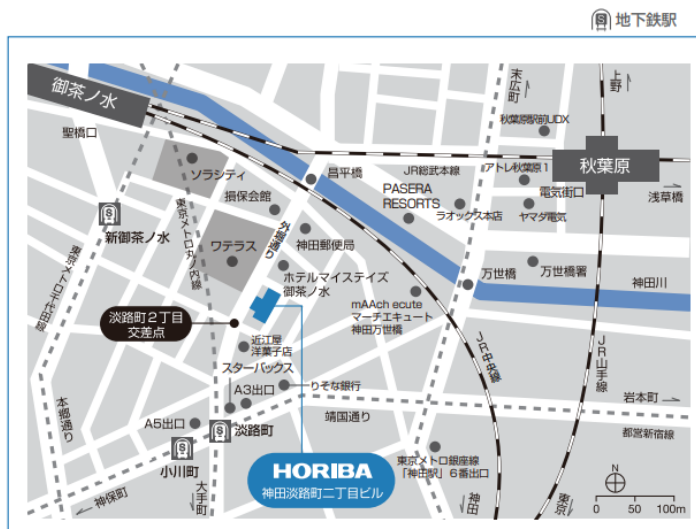 地下鉄駅
御茶ノ水
聖橋口
末広町
上野
秋葉原駅前UDX
秋葉原
ソラシティ
昌平橋
JR総武本線
アトレ秋葉原1
電気街口
浅草橋
損保会館
PASERA
RESORTS
ラオックス本店
ヤマダ電気
新御茶ノ水
東京メトロ丸ノ内線
外堀通り
神田郵便局
ワテラス
東京メトロ千代田線
ホテルマイステイズ
御茶ノ水
万世橋
万世橋署
神田川
mAAch ecute
マーチエキュート
神田万世橋
淡路町2丁目
交差点
近江屋
洋菓子店
JR中央線
JR山手線
スターバックス
りそな銀行
A3出口
岩本町
本郷通り
靖国通り
A5出口
淡路町
都営新宿線
小川町
HORIBA
神田淡路町二丁目ビル
東京メトロ銀座線
「神田駅」6番出口
神保町
大手町
神田
東京
N
0 50 100m